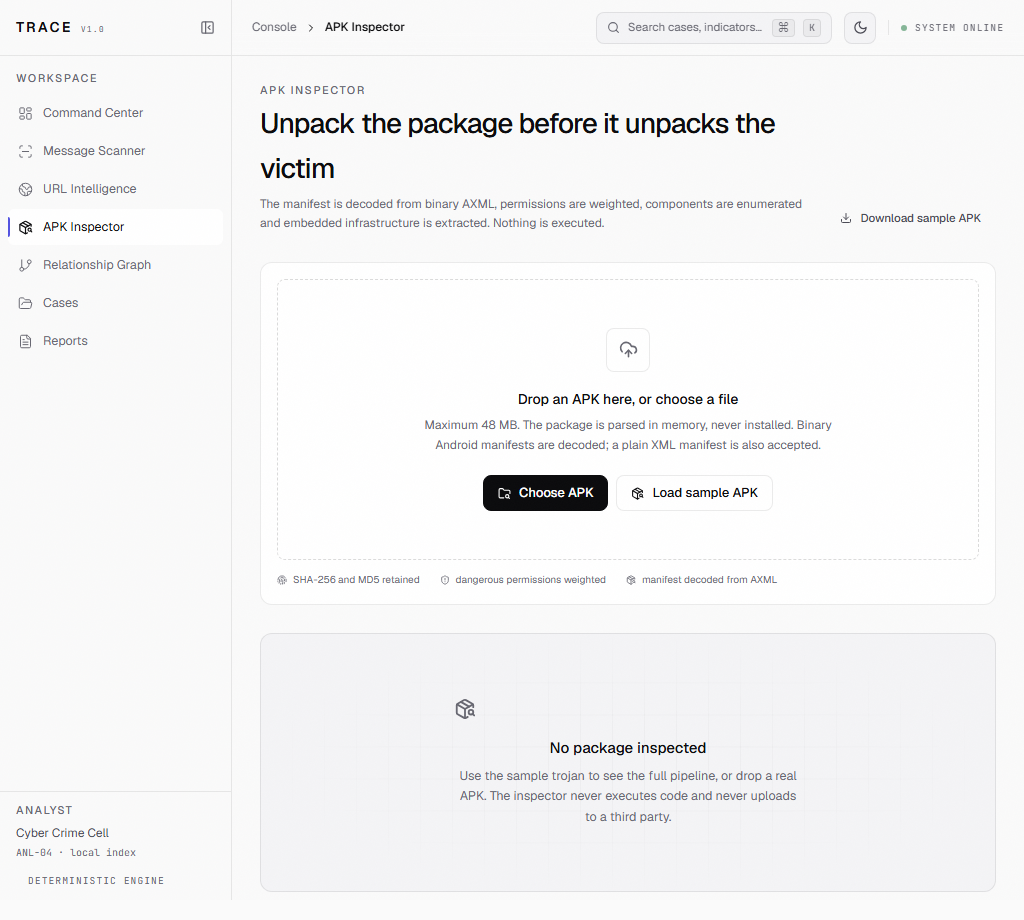 TRACE V1.0
Console > APK Inspector
Search cases, indicators... ⌘ K
SYSTEM ONLINE
WORKSPACE
Command Center
Message Scanner
URL Intelligence
APK Inspector
Relationship Graph
Cases
Reports
ANALYST
Cyber Crime Cell
ANL-04 · local index
DETERMINISTIC ENGINE
APK INSPECTOR
Unpack the package before it unpacks the
victim
The manifest is decoded from binary AXML, permissions are weighted, components are enumerated
and embedded infrastructure is extracted. Nothing is executed.
Download sample APK
Drop an APK here, or choose a file
Maximum 48 MB. The package is parsed in memory, never installed. Binary
Android manifests are decoded; a plain XML manifest is also accepted.
Choose APK
Load sample APK
SHA-256 and MD5 retained
dangerous permissions weighted
manifest decoded from AXML
No package inspected
Use the sample trojan to see the full pipeline, or drop a real
APK. The inspector never executes code and never uploads
to a third party.